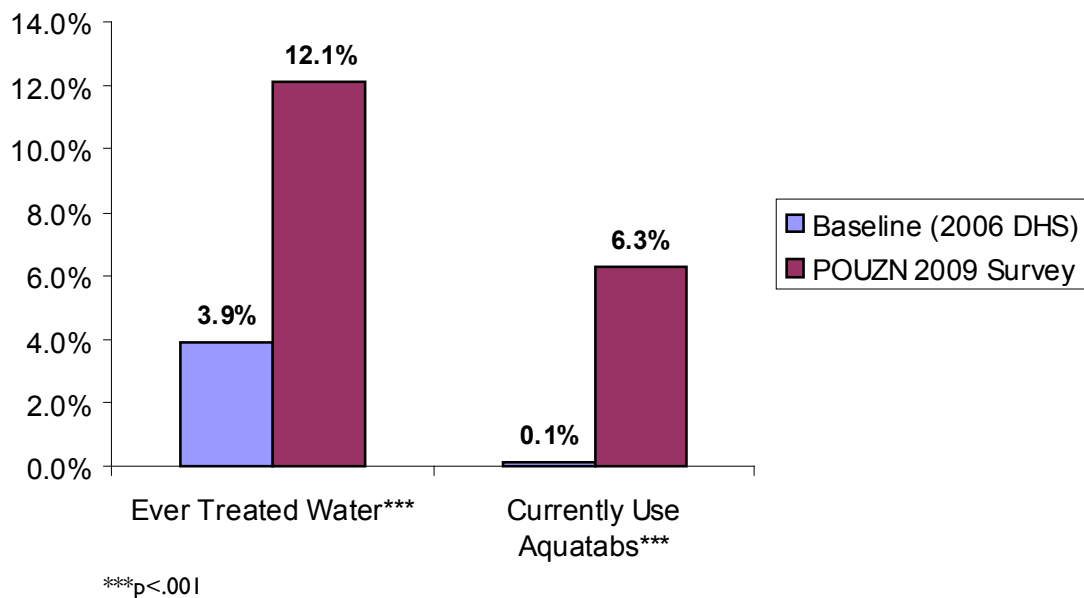 14.0%
12.0%
10.0%
8.0%
6.0%
4.0%
2.0%
0.0%
12.1%
3.9%
6.3%
0.1%
Ever Treated Water***
Currently Use
Aquatabs***
Baseline (2006 DHS)
POUZN 2009 Survey
***p<.001